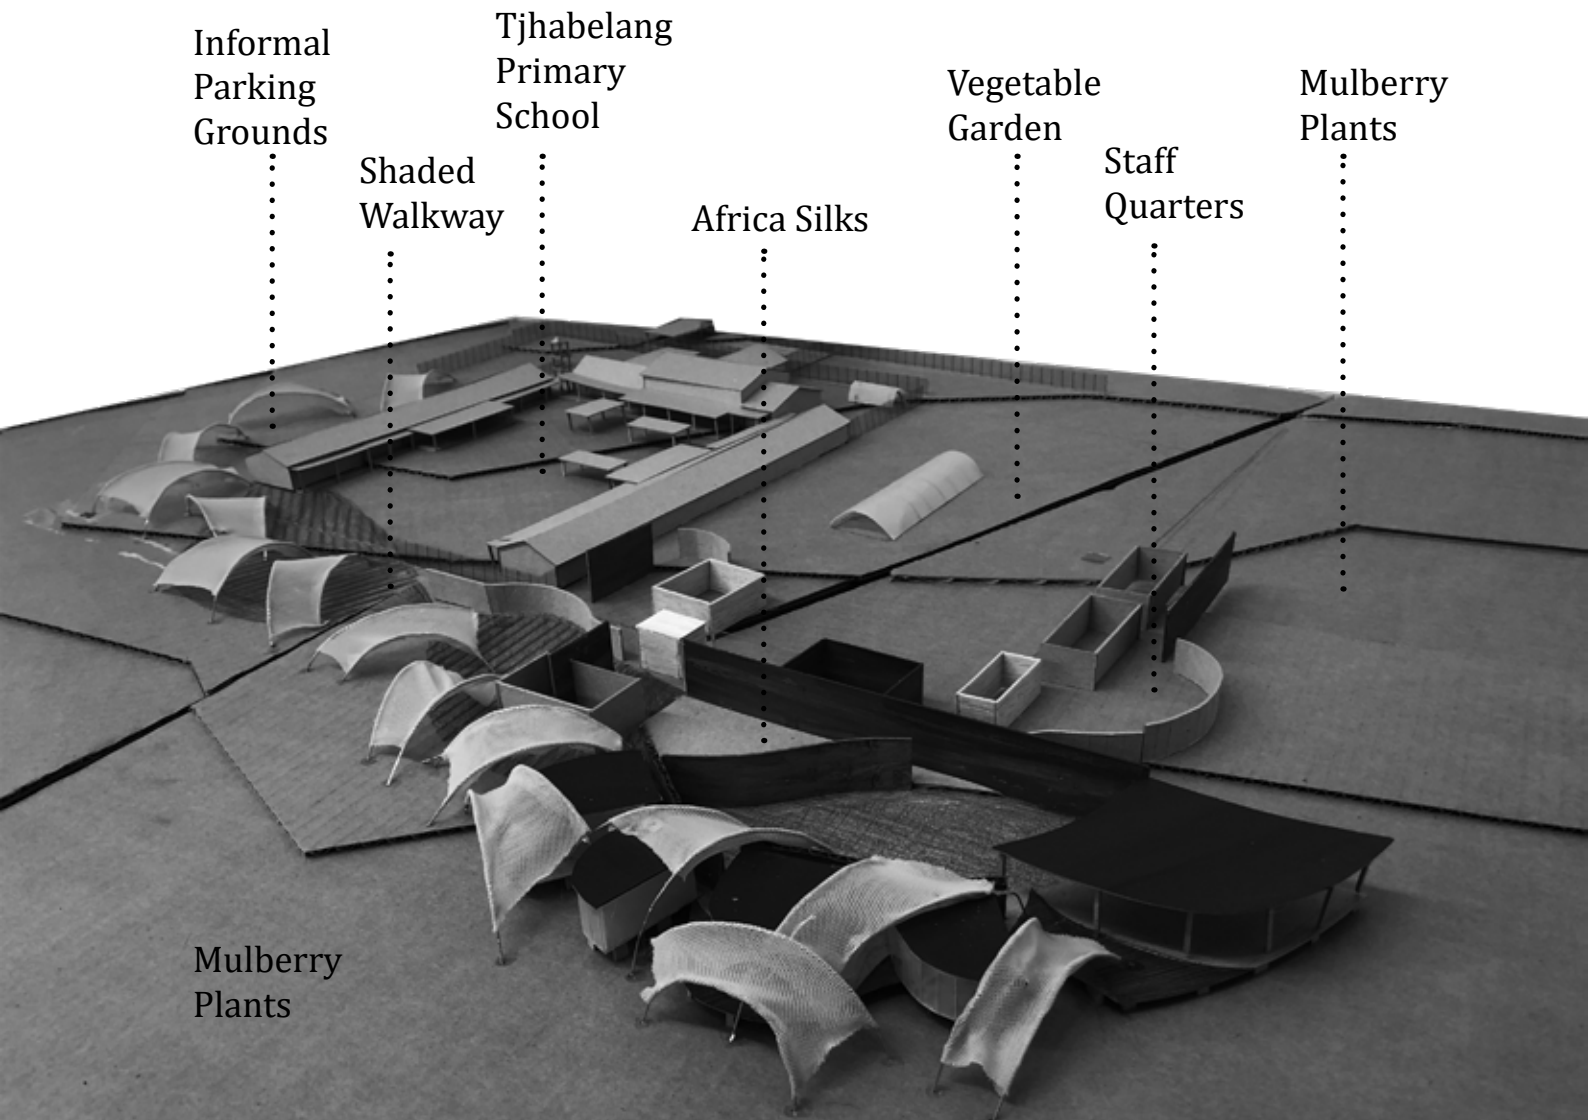 Informal
Parking
Grounds
Shaded
Walkway
Tjhabelang
Primary
School
Africa Silks
Vegetable
Garden
Staff
Quarters
Mulberry
Plants
Mulberry
Plants